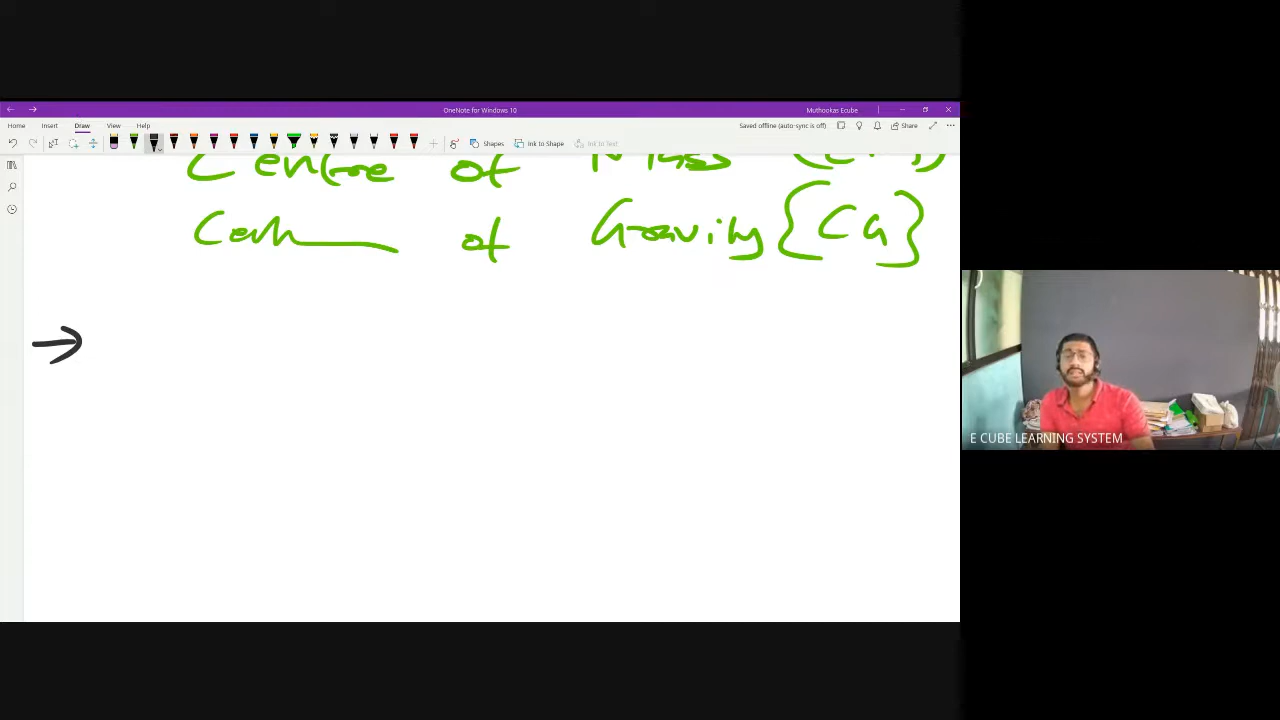 OneNote for Windows 10
Muthookas Ecube
Home Insert Draw View Help
Saved offline (auto-sync is off)
Share
Shapes
Ink to Shape
Ink to Text
Centre of Mass
of Gravity {CG}
→
E CUBE LEARNING SYSTEM